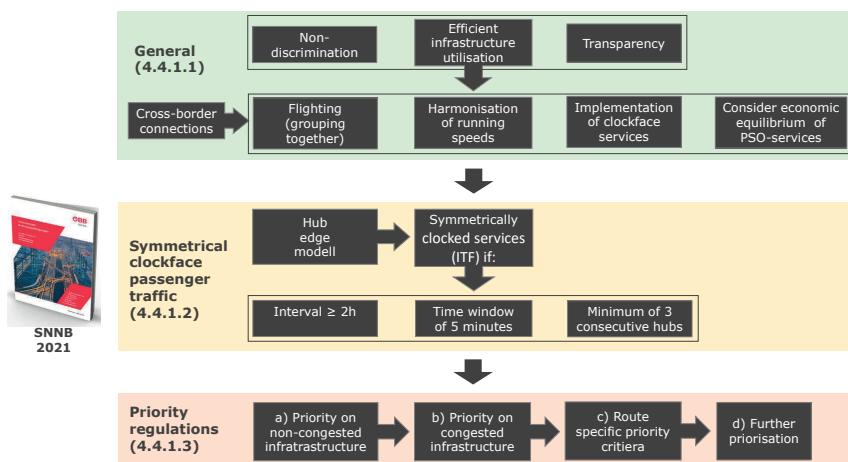 General
(4.4.1.1)
Non-
discrimination
Efficient
infrastructure
utilisation
Transparency
Cross-border
connections
Flighting
(grouping
together)
Harmonisation
of running
speeds
Implementation
of clockface
services
Consider economic
equilibrium of
PSO-services
ÖBB
SNNB
2021
Symmetrical
clockface
passenger
traffic
(4.4.1.2)
Hub
edge
modell
Symmetrically
clocked services
(ITF) if:
Interval ≥ 2h
Time window
of 5 minutes
Minimum of 3
consecutive hubs
Priority
regulations
(4.4.1.3)
a) Priority on
non-congested
infratrastructure
b) Priority on
congested
infrastructure
c) Route
specific priority
critiera
d) Further
priorisation